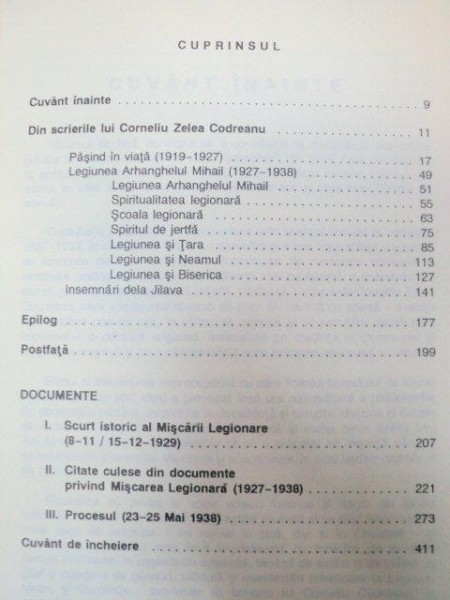 CUPRINSUL
Cuvânt înainte 9
Din scrierile lui Corneliu Zelea Codreanu 11
Pășind în viață (1919-1927) 17
Legiunea Arhanghelul Mihail (1927-1938) 49
Legiunea Arhanghelul Mihail 51
Spiritualitatea legionară 55
Școala legionară 63
Spiritul de jertfă 75
Legiunea și Țara 85
Legiunea și Neamul 113
Legiunea și Biserica 127
Insemnări dela Jilava 141
Epilog 177
Postfață 199
DOCUMENTE
I. Scurt istoric al Mișcării Legionare
(8-11 / 15-12-1929) 207
II. Citate culese din documente
privind Mișcarea Legionară (1927-1938) 221
III. Procesul (23-25 Mai 1938) 273
Cuvânt de încheiere 411